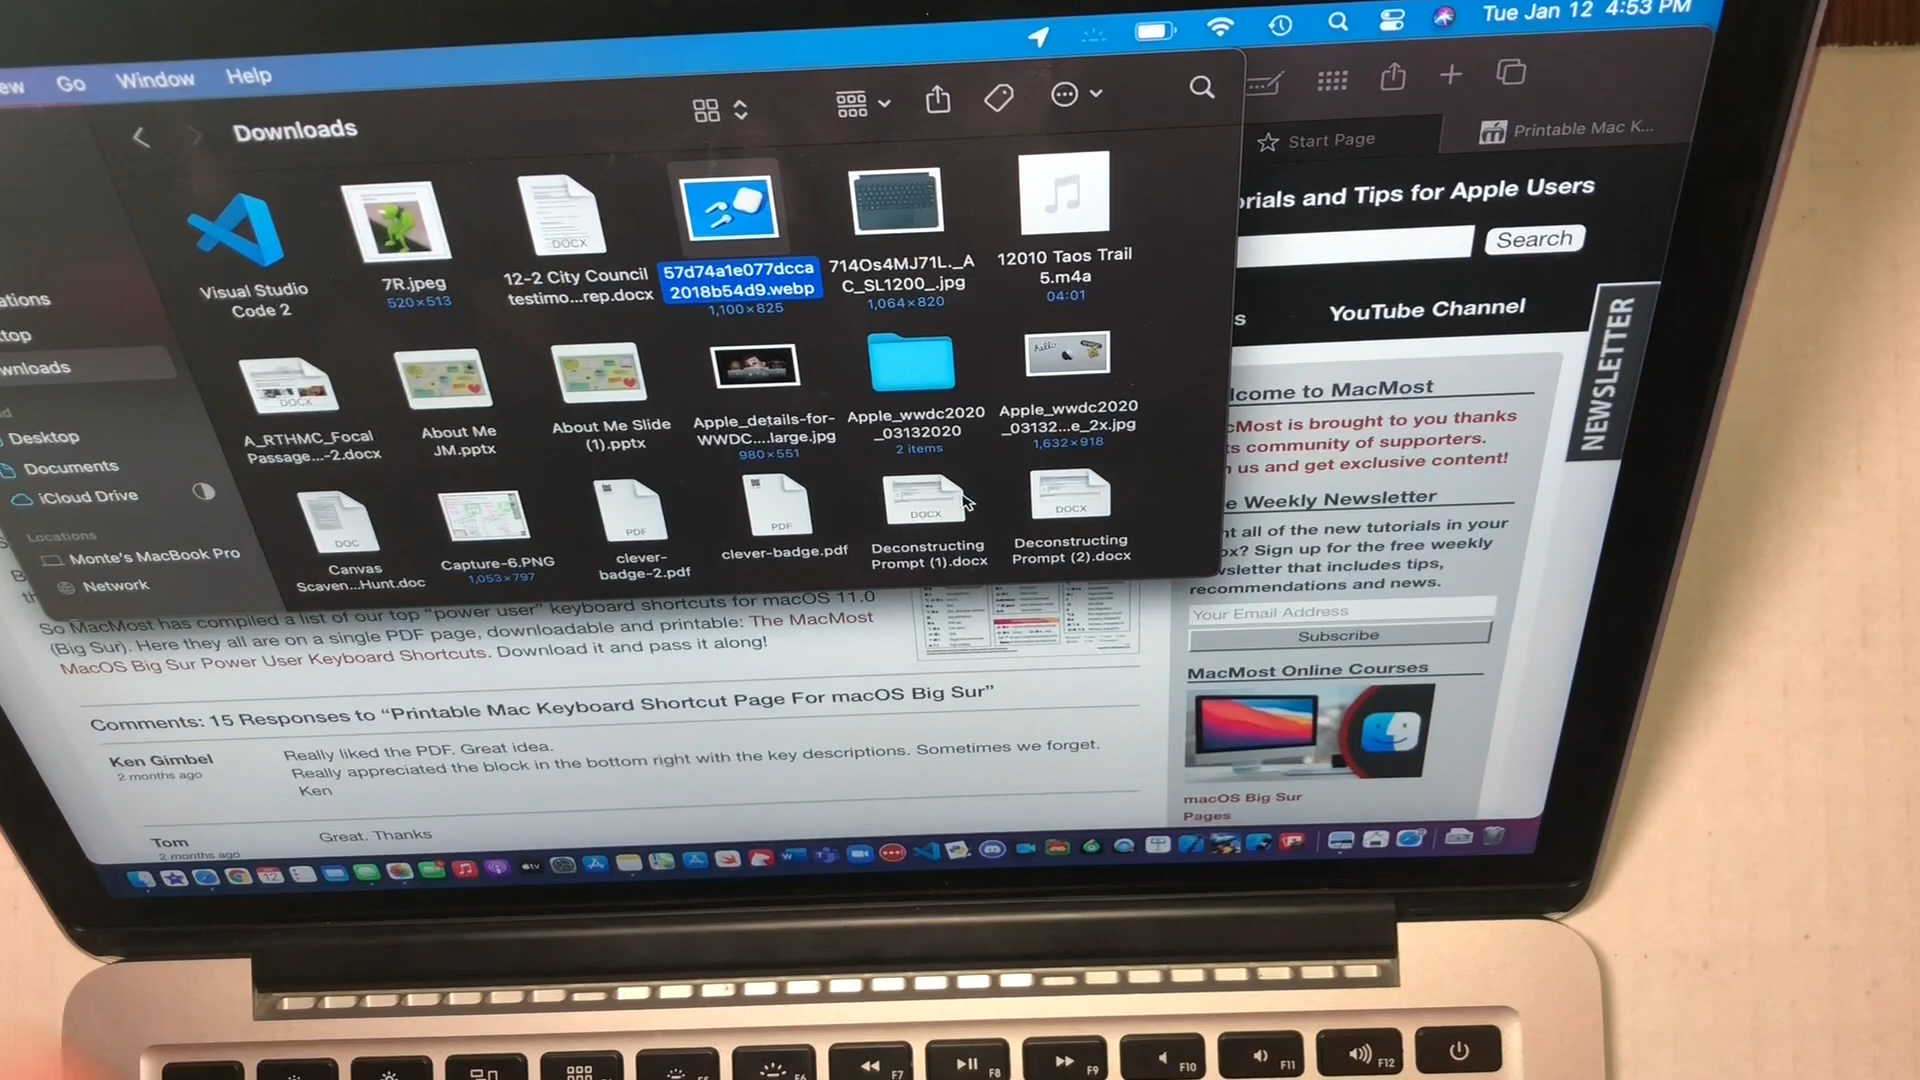 Go Window Help
Tue Jan 12 4:53 PM
Downloads
Start Page
Printable Mac K...
Visual Studio
Code 2
7R.jpeg
520×513
DOCX
12-2 City Council
testimo...rep.docx
57d74a1e077dcca
2018b54d9.webp
1,100×825
714Os4MJ71L._A
C_SL1200_.jpg
1,064×820
12010 Taos Trail
5.m4a
04:01
DOCX
A_RTHMC_Focal
Passage...-2.docx
About Me
JM.pptx
About Me Slide
(1).pptx
Apple_details-for-
WWDC....large.jpg
980×551
Apple_wwdc2020
_03132020
2 items
hello
Apple_wwdc2020
_03132...e_2x.jpg
1,632×918
DOC
Canvas
Scaven...Hunt.doc
Capture-6.PNG
1,053×797
PDF
clever-
badge-2.pdf
PDF
clever-badge.pdf
DOCX
Deconstructing
Prompt (1).docx
DOCX
Deconstructing
Prompt (2).docx
ations
top
wnloads
Desktop
Documents
iCloud Drive
Locations
Monte's MacBook Pro
Network
orials and Tips for Apple Users
Search
s YouTube Channel
NEWSLETTER
lcome to MacMost
cMost is brought to you thanks
s community of supporters.
n us and get exclusive content!
e Weekly Newsletter
nt all of the new tutorials in your
ox? Sign up for the free weekly
wsletter that includes tips,
recommendations and news.
Your Email Address
Subscribe
MacMost Online Courses
macOS Big Sur
Pages
So MacMost has compiled a list of our top “power user” keyboard shortcuts for macOS 11.0
(Big Sur). Here they all are on a single PDF page, downloadable and printable: The MacMost
MacOS Big Sur Power User Keyboard Shortcuts. Download it and pass it along!
Comments: 15 Responses to “Printable Mac Keyboard Shortcut Page For macOS Big Sur”
Ken Gimbel
2 months ago
Really liked the PDF. Great idea.
Really appreciated the block in the bottom right with the key descriptions. Sometimes we forget.
Ken
Tom
2 months ago
Great. Thanks
12
tv
F7
F8
F9
F10
F11
F12